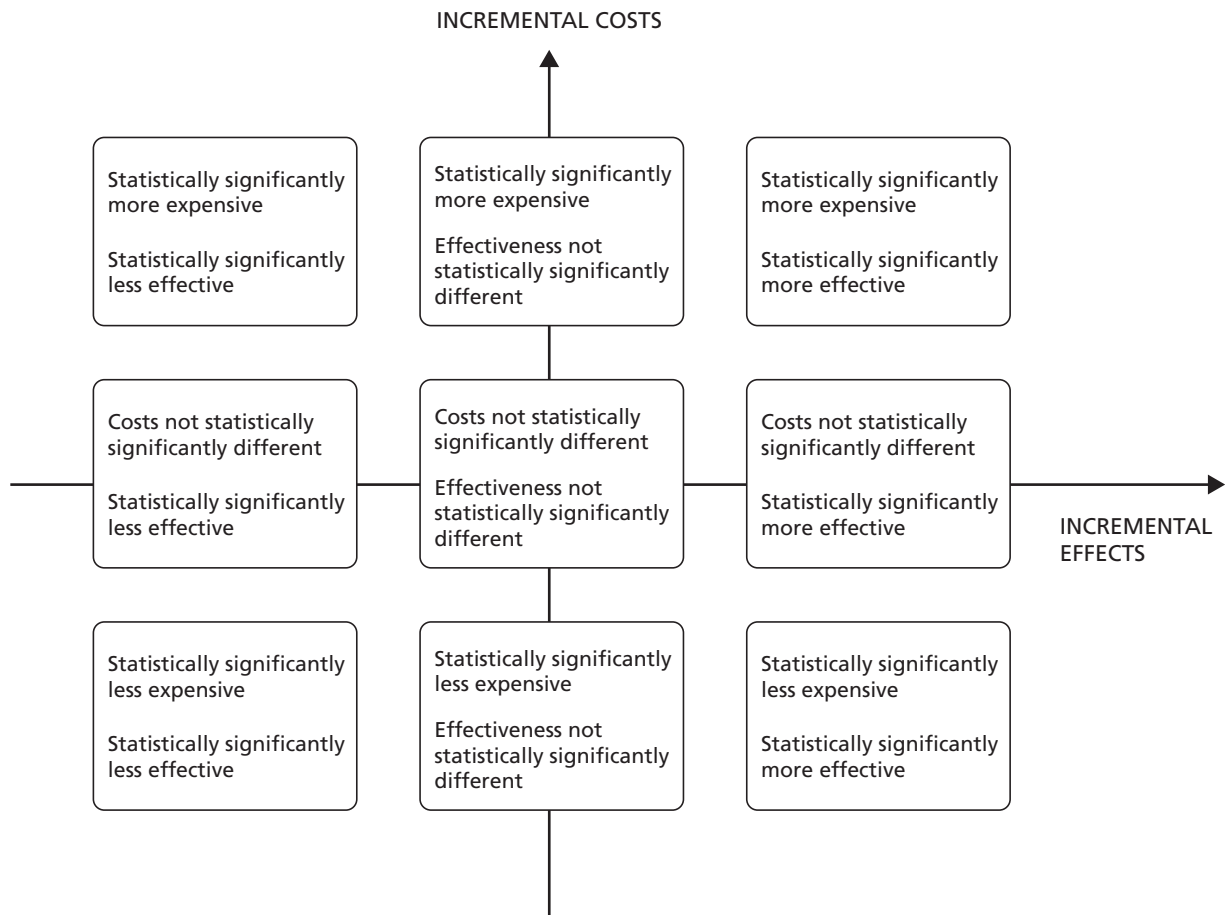 INCREMENTAL COSTS
Statistically significantly
more expensive
Statistically significantly
less effective
Statistically significantly
more expensive
Effectiveness not
statistically significantly
different
Statistically significantly
more expensive
Statistically significantly
more effective
Costs not statistically
significantly different
Statistically significantly
less effective
Costs not statistically
significantly different
Effectiveness not
statistically significantly
different
Costs not statistically
significantly different
Statistically significantly
more effective
INCREMENTAL
EFFECTS
Statistically significantly
less expensive
Statistically significantly
less effective
Statistically significantly
less expensive
Effectiveness not
statistically significantly
different
Statistically significantly
less expensive
Statistically significantly
more effective